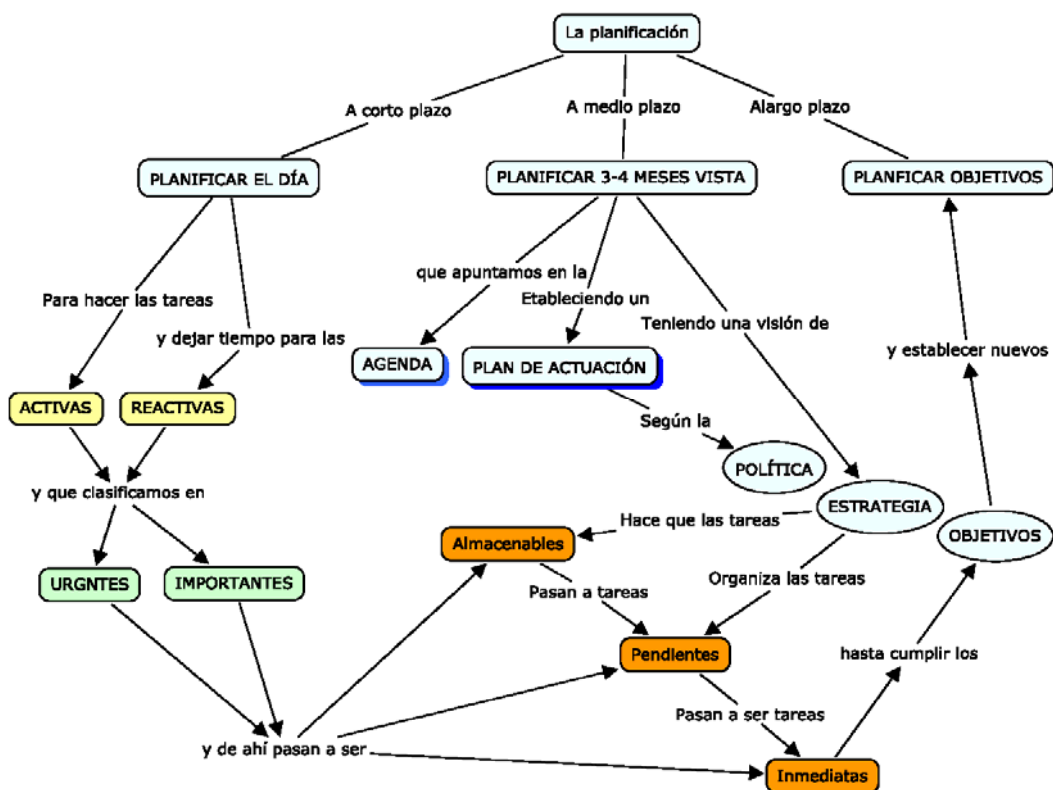 La planificación
A corto plazo
A medio plazo
Alargo plazo
PLANIFICAR EL DÍA
PLANIFICAR 3-4 MESES VISTA
PLANFICAR OBJETIVOS
que apuntamos en la
Para hacer las tareas
Etableciendo un
Teniendo una visión de
y dejar tiempo para las
y establecer nuevos
AGENDA
PLAN DE ACTUACIÓN
ACTIVAS
REACTIVAS
Según la
POLÍTICA
y que clasificamos en
ESTRATEGIA
Hace que las tareas
OBJETIVOS
Almacenables
URGNTES
IMPORTANTES
Organiza las tareas
Pasan a tareas
Pendientes
hasta cumplir los
Pasan a ser tareas
y de ahí pasan a ser
Inmediatas